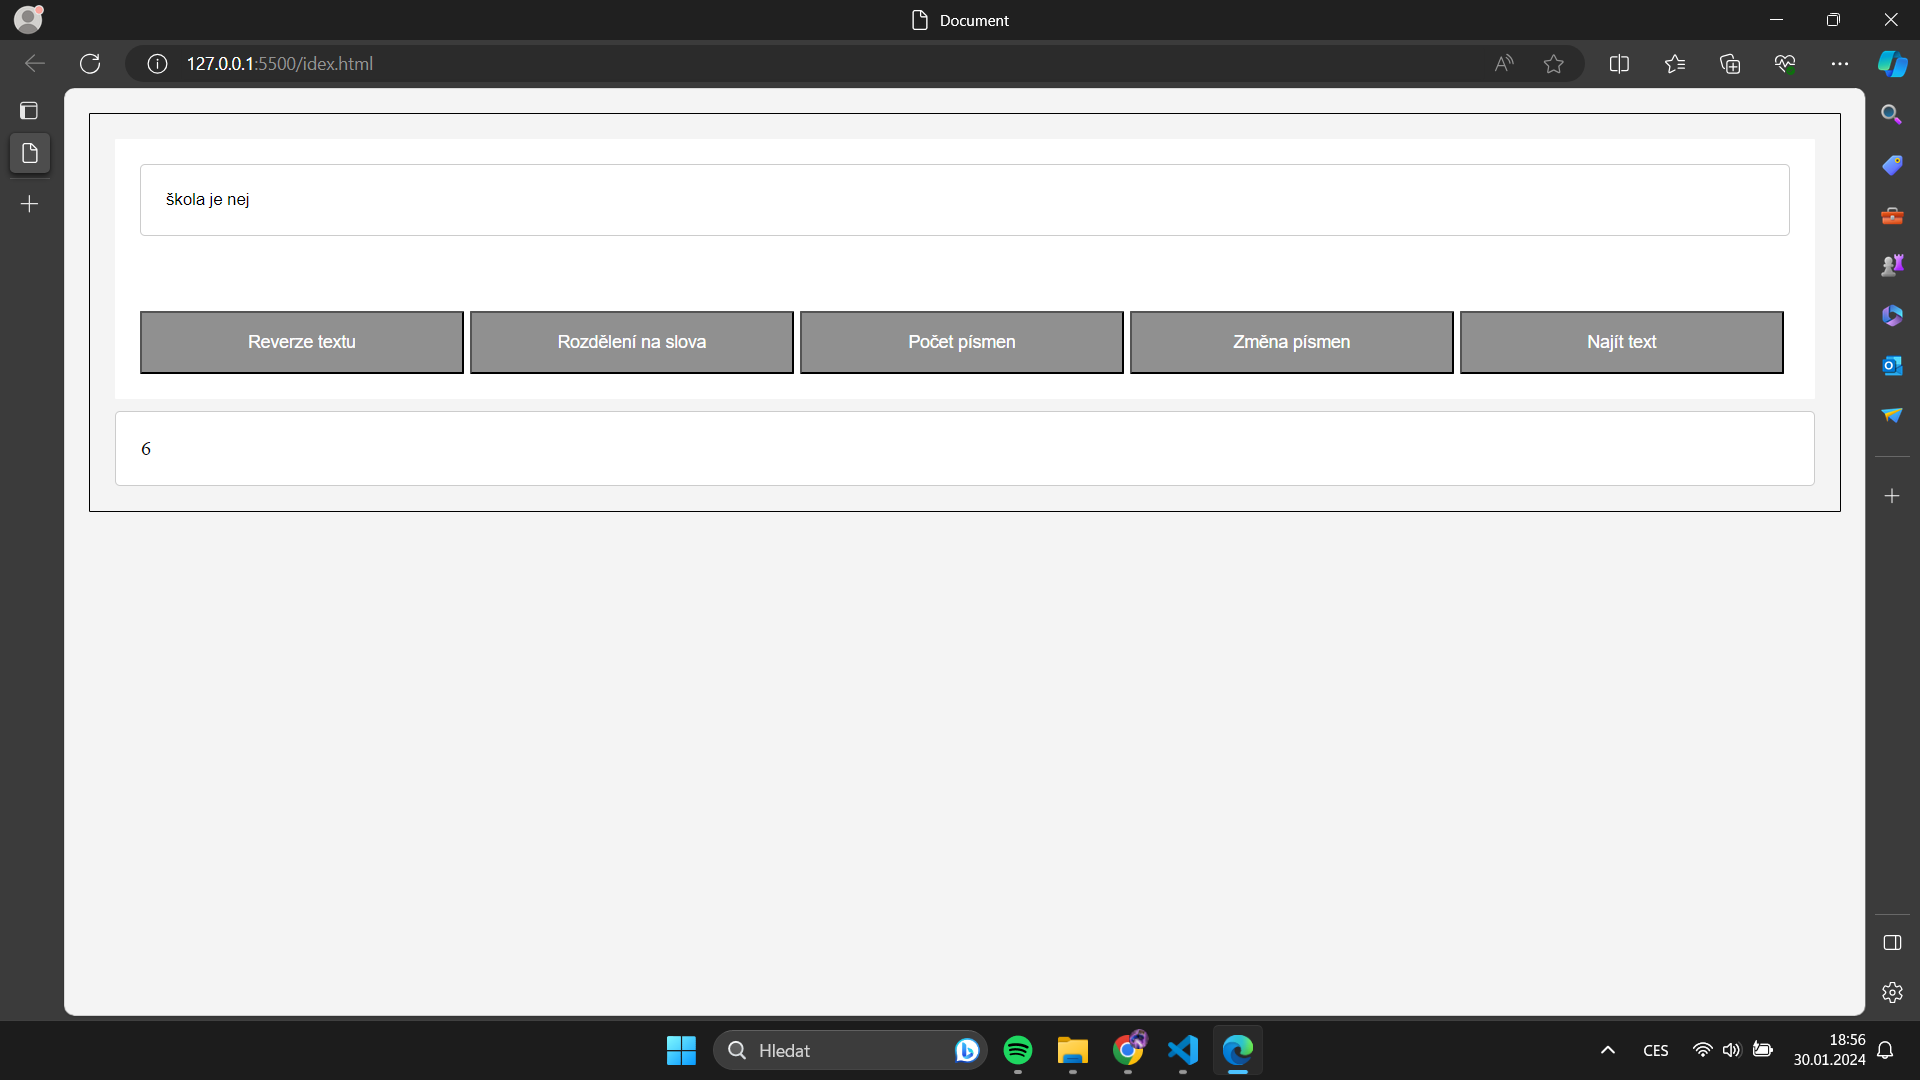 Document
127.0.0.1:5500/idex.html
škola je nej
Reverze textu
Rozdělení na slova
Počet písmen
Změna písmen
Najít text
6
Hledat
CES
18:56
30.01.2024